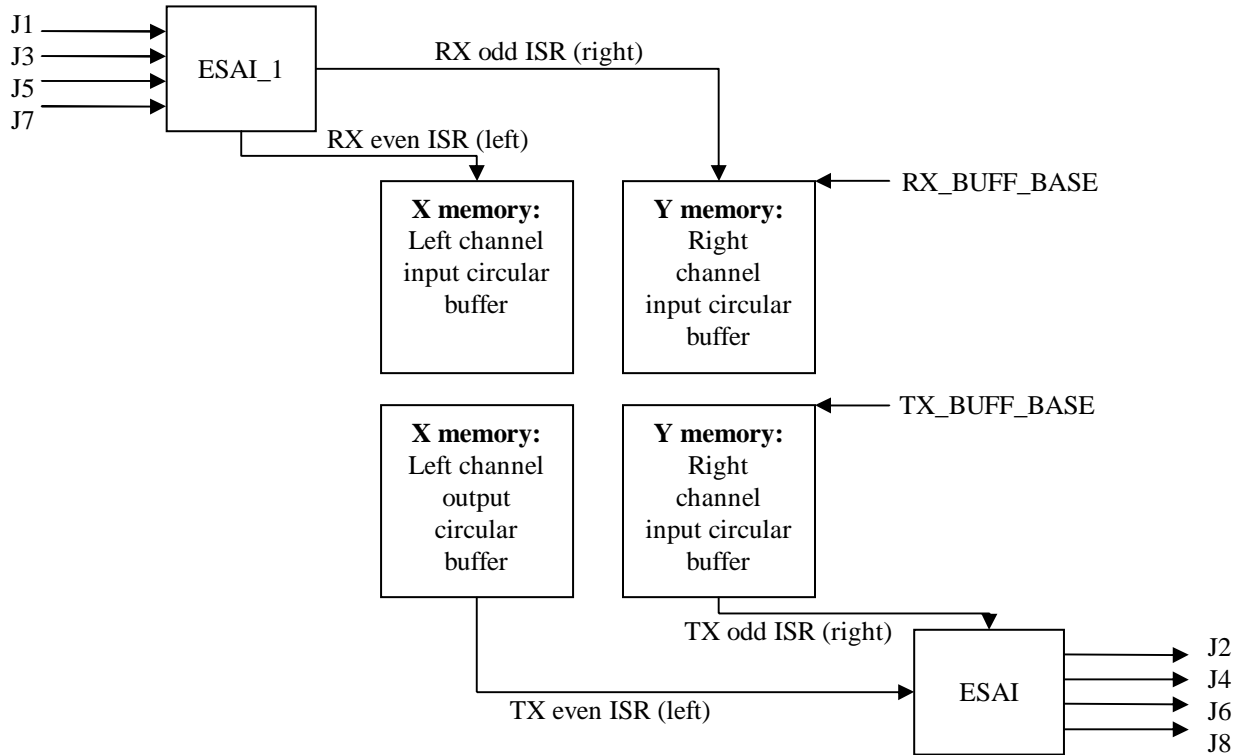 J1
J3
J5
J7
ESAI_1
RX odd ISR (right)
RX even ISR (left)
RX_BUFF_BASE
X memory:
Left channel
input circular
buffer
Y memory:
Right
channel
input circular
buffer
TX_BUFF_BASE
X memory:
Left channel
output
circular
buffer
Y memory:
Right
channel
input circular
buffer
TX odd ISR (right)
TX even ISR (left)
ESAI
J2
J4
J6
J8